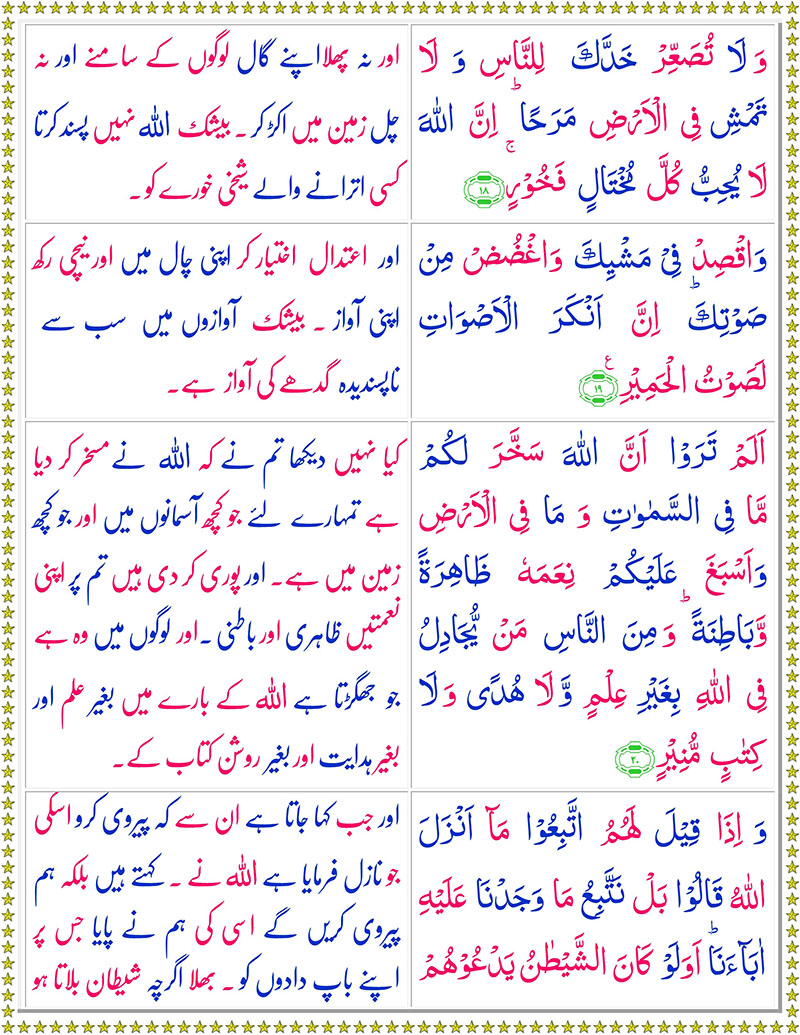 وَ لَا تُصَعِّرْ خَدَّكَ لِلنَّاسِ وَ لَا
تَمْشِ فِی الْاَرْضِ مَرَحًا ؕ اِنَّ اللّٰهَ
لَا یُحِبُّ کُلَّ مُخْتَالٍ فَخُوْرٍ ۚ ۱۸
اور نہ پھلا اپنے گال لوگوں کے سامنے اور نہ
چل زمین میں اکڑ کر۔ بیشک اللہ نہیں پسند کرتا
کسی اترانے والے شیخی خورے کو۔
وَاقْصِدْ فِیْ مَشْیِكَ وَاغْضُضْ مِنْ
صَوْتِكَ ؕ اِنَّ اَنْکَرَ الْاَصْوَاتِ
لَصَوْتُ الْحَمِیْرِ ۱۹ ع
اور اعتدال اختیار کر اپنی چال میں اور نیچی رکھ
اپنی آواز ۔ بیشک آوازوں میں سب سے
ناپسندیدہ گدھے کی آواز ہے۔
اَلَمْ تَرَوْا اَنَّ اللّٰهَ سَخَّرَ لَکُمْ
مَّا فِی السَّمٰوٰتِ وَ مَا فِی الْاَرْضِ
وَاَسْبَغَ عَلَیْکُمْ نِعَمَهٗ ظَاهِرَةً
وَّبَاطِنَةً ؕ وَ مِنَ النَّاسِ مَنْ یُّجَادِلُ
فِی اللّٰهِ بِغَیْرِ عِلْمٍ وَّ لَا هُدًی وَ لَا
کِتٰبٍ مُّنِیْرٍ ۲۰
کیا نہیں دیکھا تم نے کہ اللہ نے مسخر کر دیا
ہے تمہارے لئے جو کچھ آسمانوں میں اور جو کچھ
زمین میں ہے۔ اور پوری کر دی ہیں تم پر اپنی
نعمتیں ظاہری اور باطنی ۔ اور لوگوں میں وہ ہے
جو جھگڑتا ہے اللہ کے بارے میں بغیر علم اور
بغیر ہدایت اور بغیر روشن کتاب کے۔
وَ اِذَا قِیْلَ لَهُمُ اتَّبِعُوْا مَآ اَنْزَلَ
اللّٰهُ قَالُوْا بَلْ نَتَّبِعُ مَا وَجَدْنَا عَلَیْهِ
اٰبَآءَنَا ؕ اَوَلَوْ کَانَ الشَّیْطٰنُ یَدْعُوْهُمْ
اور جب کہا جاتا ہے ان سے کہ پیروی کرو اسکی
جو نازل فرمایا ہے اللہ نے ۔ کہتے ہیں بلکہ ہم
پیروی کریں گے اسی کی ہم نے پایا جس پر
اپنے باپ دادوں کو ۔ بھلا اگرچہ شیطان بلاتا ہو